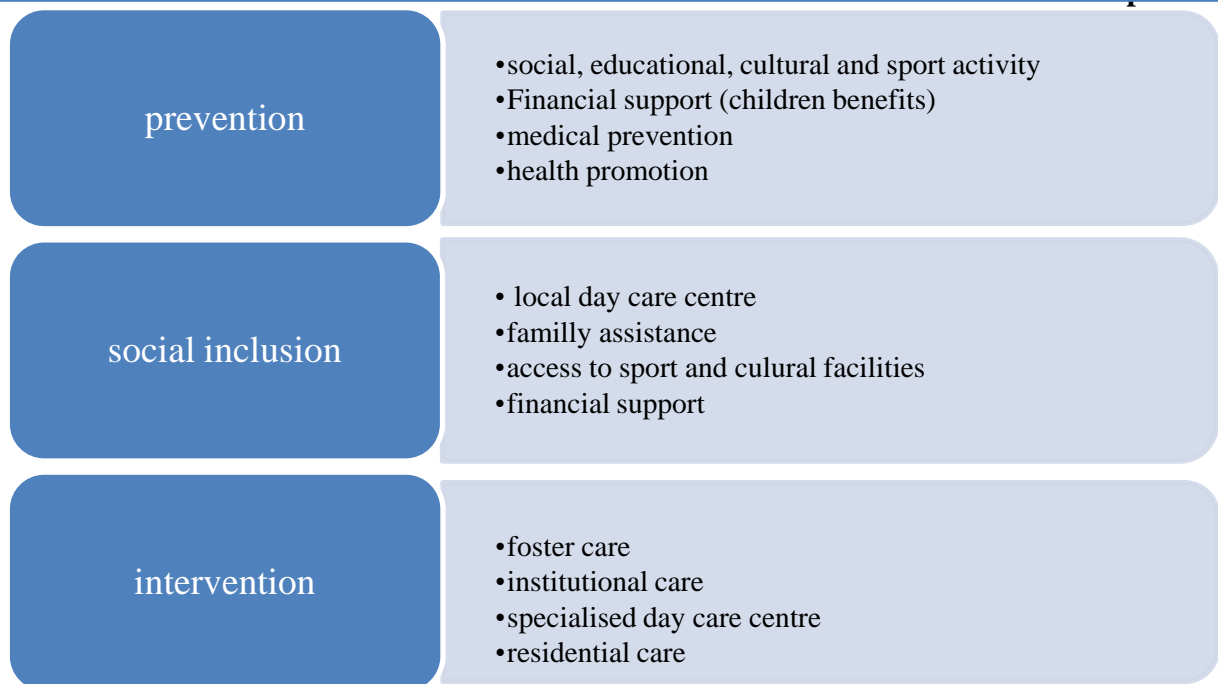 prevention
•social, educational, cultural and sport activity
•Financial support (children benefits)
•medical prevention
•health promotion
social inclusion
• local day care centre
•familly assistance
•access to sport and culural facilities
•financial support
intervention
•foster care
•institutional care
•specialised day care centre
•residential care